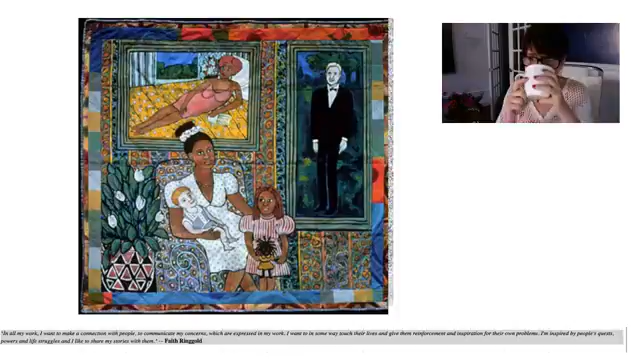 "In all my work, I want to make a connection with people, to communicate my concerns, which are expressed in my work. I want to in some way touch their lives and give them reinforcement and inspiration for their own problems. I'm inspired by people's quests,
powers and life struggles and I like to share my stories with them." -- Faith Ringgold